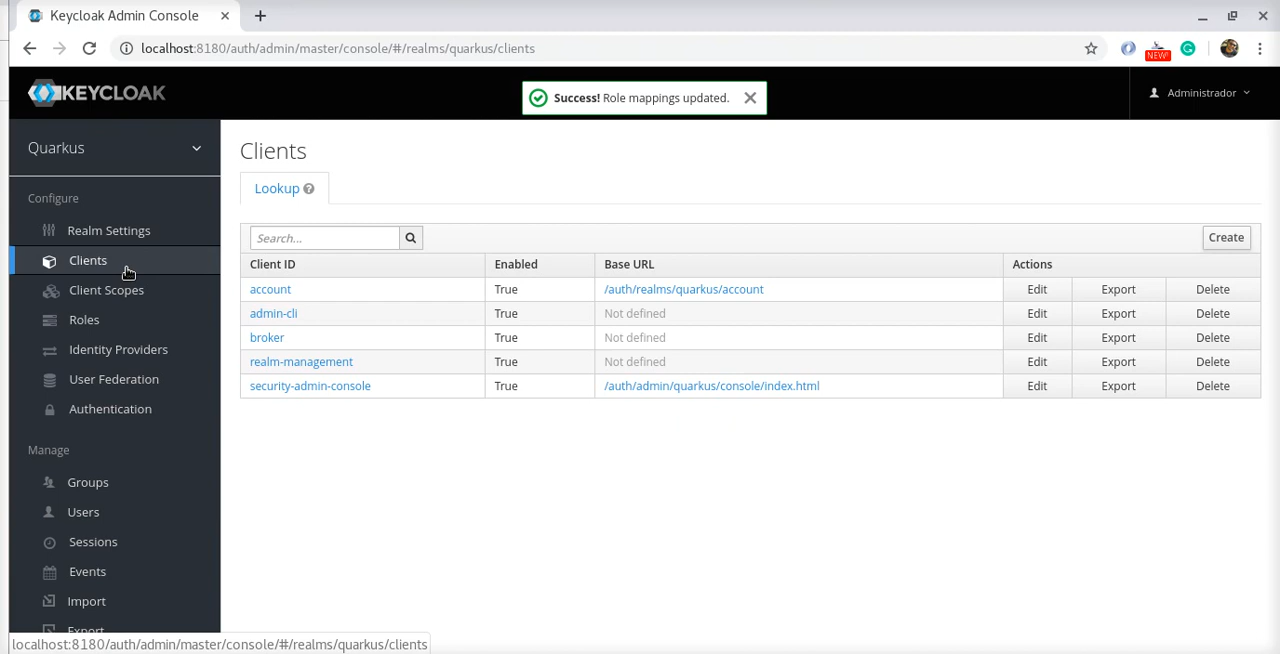 Keycloak Admin Console
localhost:8180/auth/admin/master/console/#/realms/quarkus/clients
NEW!
KEYCLOAK
Success! Role mappings updated.
Administrador
Quarkus
Configure
Realm Settings
Clients
Client Scopes
Roles
Identity Providers
User Federation
Authentication
Manage
Groups
Users
Sessions
Events
Import
Export
Clients
Lookup
Search...
Create
Client ID Enabled Base URL Actions
account True /auth/realms/quarkus/account Edit Export Delete
admin-cli True Not defined Edit Export Delete
broker True Not defined Edit Export Delete
realm-management True Not defined Edit Export Delete
security-admin-console True /auth/admin/quarkus/console/index.html Edit Export Delete
localhost:8180/auth/admin/master/console/#/realms/quarkus/clients